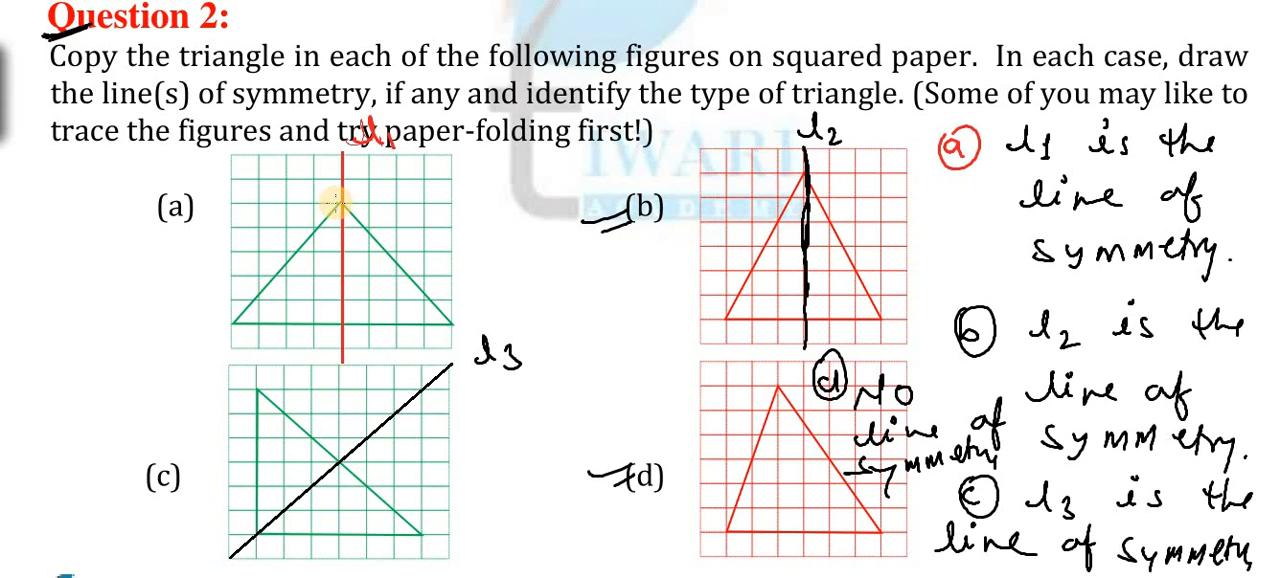 Question 2:
Copy the triangle in each of the following figures on squared paper. In each case, draw
the line(s) of symmetry, if any and identify the type of triangle. (Some of you may like to
trace the figures and try paper-folding first!)
l1
l2
(a)
(b)
IWARI
ACADEMY
l3
(c)
(d)
(d) NO
line of
symmetry
(a) l1 is the
line of
symmetry.
(b) l2 is the
line of
symmetry.
(c) l3 is the
line of symmetry